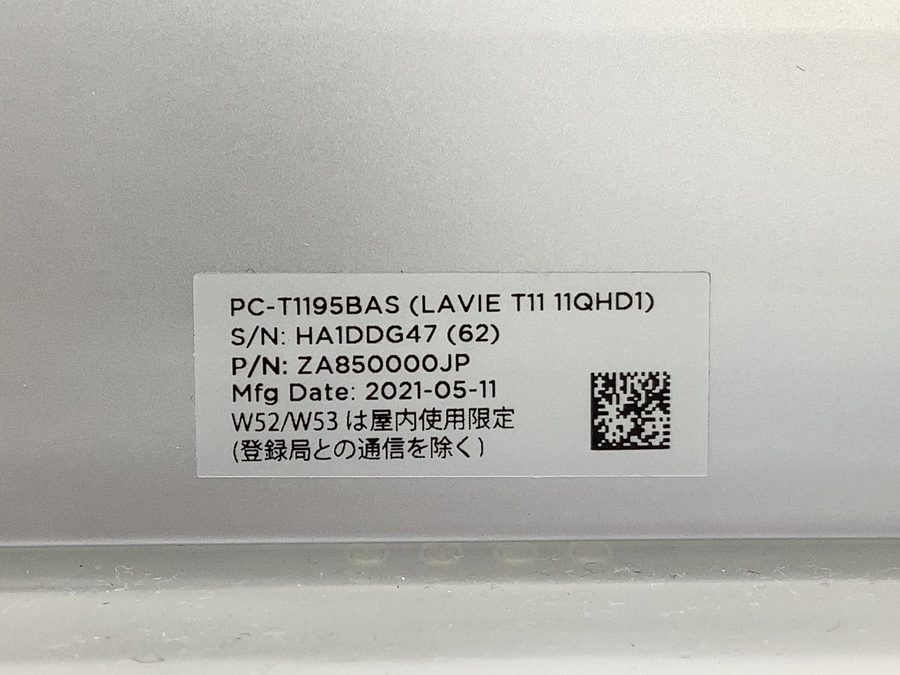 PC-T1195BAS (LAVIE T11 11QHD1)
S/N: HA1DDG47 (62)
P/N: ZA850000JP
Mfg Date: 2021-05-11
W52/W53 は屋内使用限定
(登録局との通信を除く)